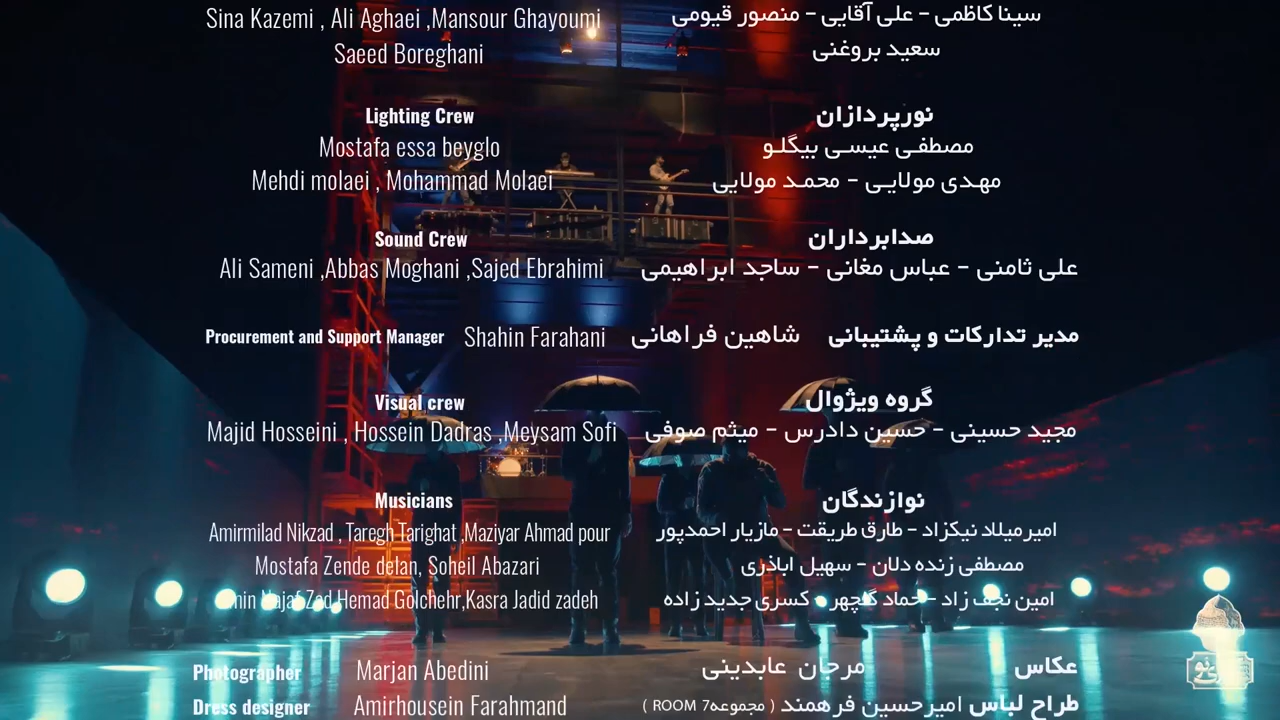 Sina Kazemi , Ali Aghaei ,Mansour Ghayoumi سینا کاظمی - علی آقایی - منصور قیومی
Saeed Boreghani سعید بروغنی
Lighting Crew نورپردازان
Mostafa essa beyglo مصطفی عیسی بیگلو
Mehdi molaei , Mohammad Molaei مهدی مولایی - محمد مولایی
Sound Crew صدابرداران
Ali Sameni ,Abbas Moghani ,Sajed Ebrahimi علی ثامنی - عباس مغانی - ساجد ابراهیمی
Procurement and Support Manager Shahin Farahani شاهین فراهانی مدیر تدارکات و پشتیبانی
Visual crew گروه ویژوال
Majid Hosseini , Hossein Dadras ,Meysam Sofi مجید حسینی - حسین دادرس - میثم صوفی
Musicians نوازندگان
Amirmilad Nikzad , Taregh Tarighat ,Maziyar Ahmad pour امیرمیلاد نیکزاد - طارق طریقت - مازیار احمدپور
Mostafa Zende delan, Soheil Abazari مصطفی زنده دلان - سهیل اباذری
Amin Najaf Zad Hemad Golchehr,Kasra Jadid zadeh امین نجف زاد - حماد گلچهر - کسری جدید زاده
Photographer Marjan Abedini مرجان عابدینی عکاس
Dress designer Amirhousein Farahmand طراح لباس امیرحسین فرهمند ( مجموعه ROOM 7 )